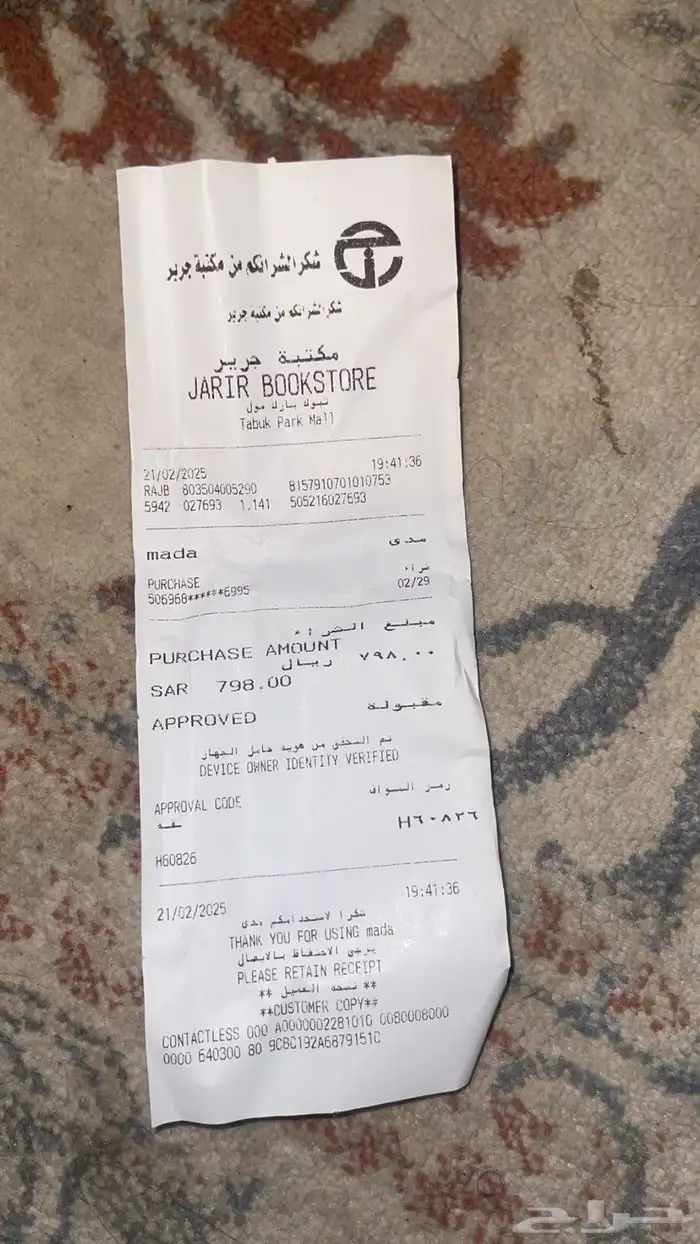 شكرا لشرائكم من مكتبة جرير
شكرا لشرائكم من مكتبة جرير
مكتبة جرير
JARIR BOOKSTORE
تبوك بارك مول
Tabuk Park Mall
21/02/2025 19:41:36
RAJB 803504005290 8157910701010753
5942 027693 1.141 505216027693
mada مدى
PURCHASE شراء
506968******6995 02/29
مبلغ الشراء
PURCHASE AMOUNT
ريال ٧٩٨.٠٠
SAR 798.00
APPROVED مقبولة
تم التحقق من هوية حامل الجهاز
DEVICE OWNER IDENTITY VERIFIED
APPROVAL CODE
H٦٠٨٢٦
H60826
21/02/2025 19:41:36
شكرا لاستخدامكم مدى
THANK YOU FOR USING mada
يرجى الاحتفاظ بالايصال
PLEASE RETAIN RECEIPT
** نسخة العميل **
**CUSTOMER COPY**
CONTACTLESS 000 A0000002281010 0080008000
0000 640300 80 9C8C192A6879151C
حراج